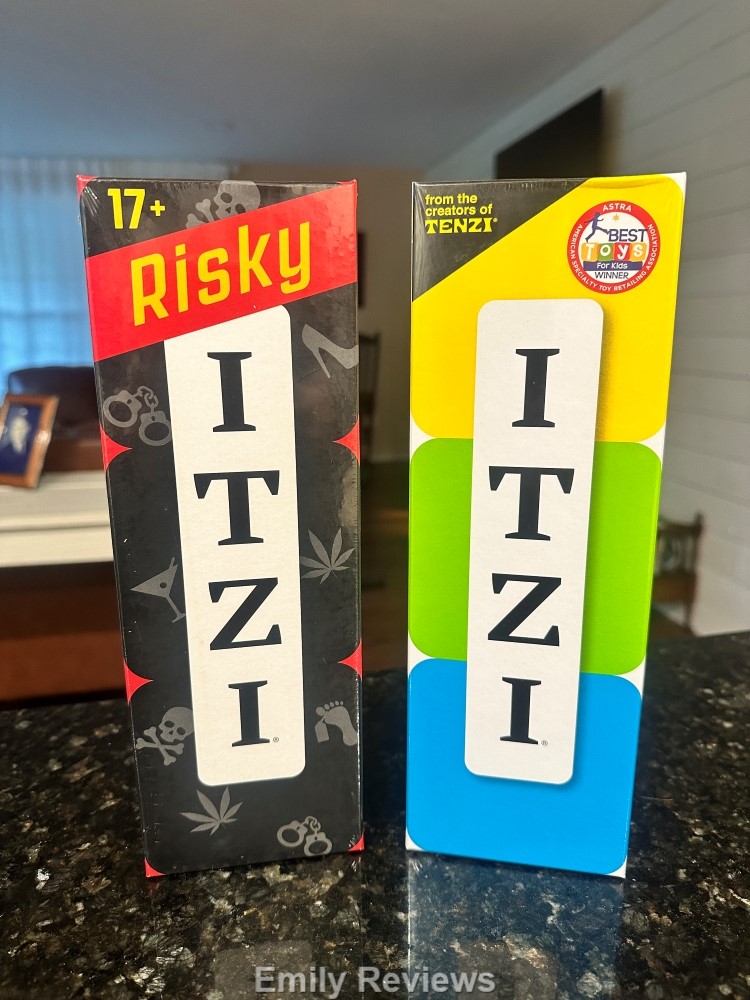 17+
Risky
I
T
Z
I
®
from the
creators of
TENZI®
ASTRA
BEST
TOYS
For Kids
WINNER
AMERICAN SPECIALTY TOY RETAILING ASSOCIATION
I
T
Z
I
®
Emily Reviews